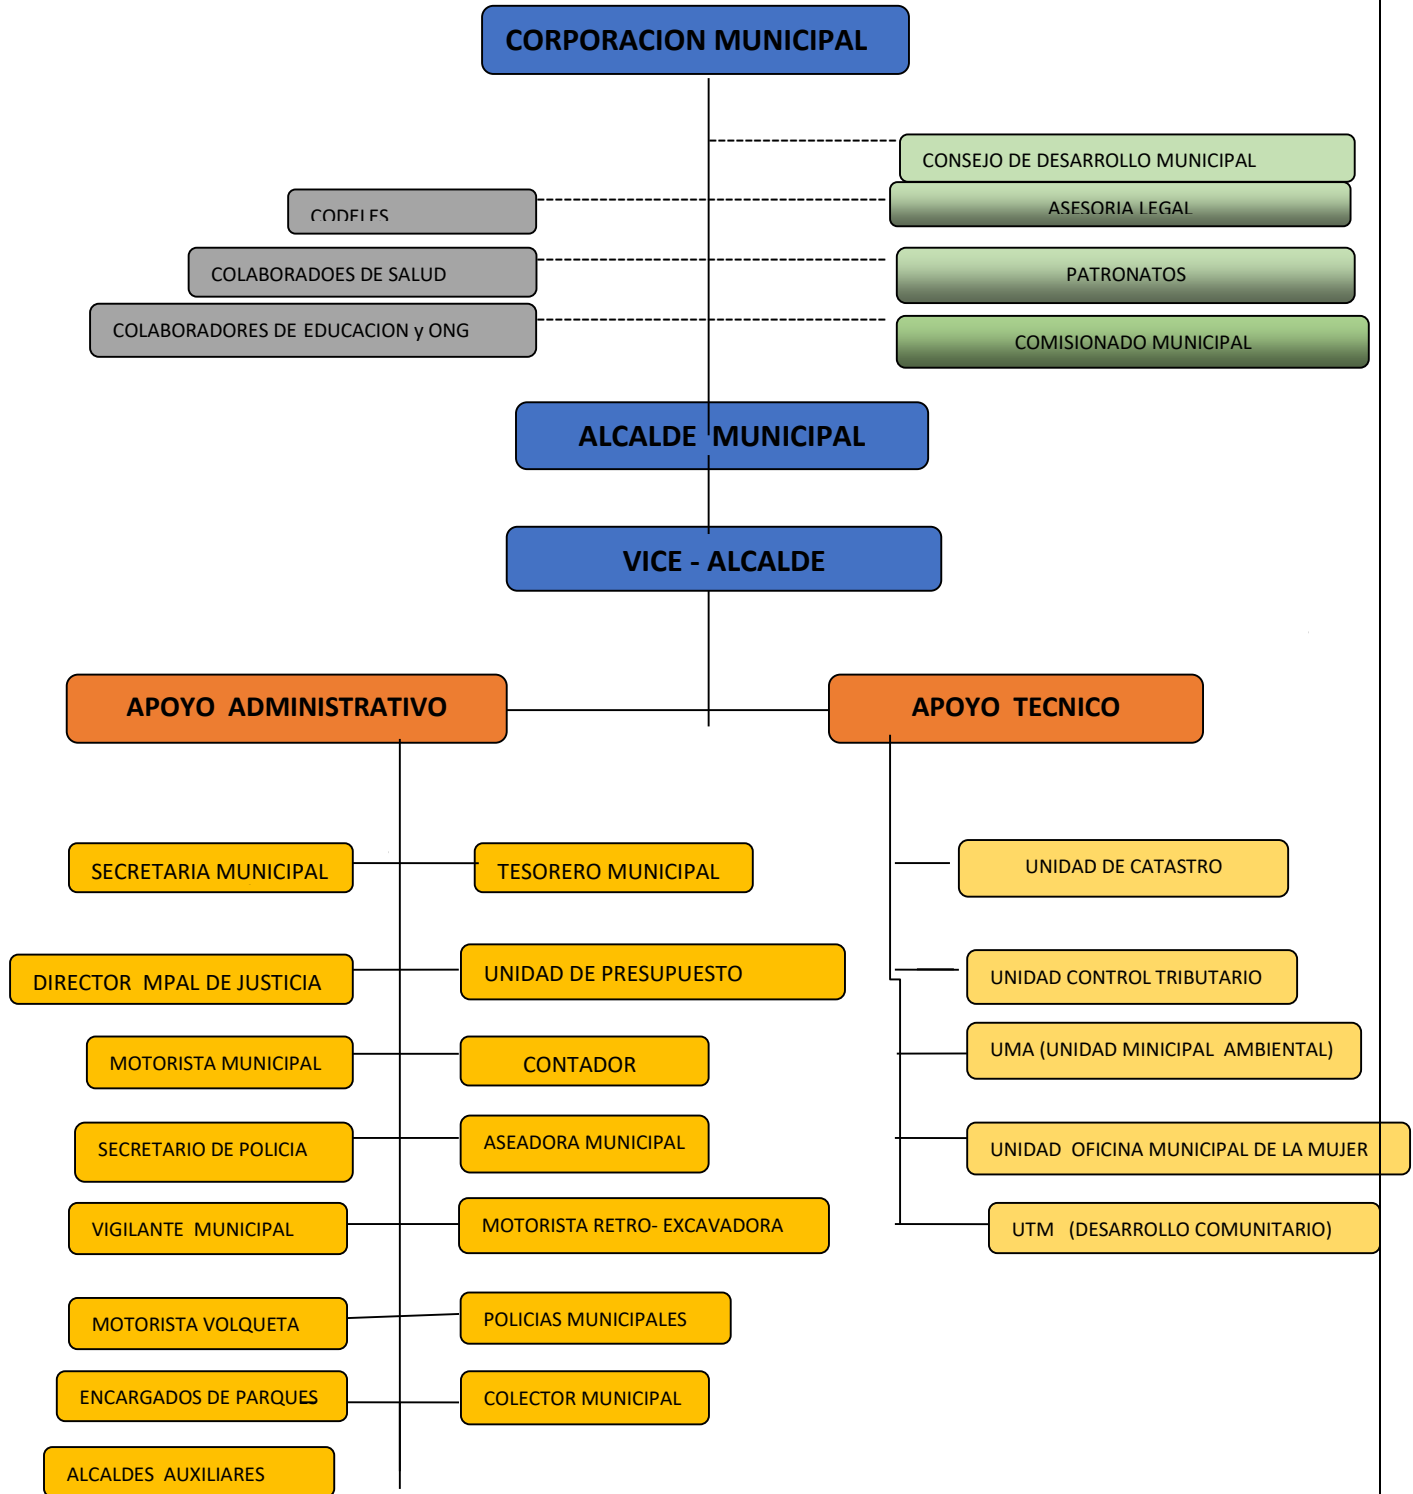 CORPORACION MUNICIPAL
CONSEJO DE DESARROLLO MUNICIPAL
CODELES
ASESORIA LEGAL
COLABORADOES DE SALUD
PATRONATOS
COLABORADORES DE EDUCACION y ONG
COMISIONADO MUNICIPAL
ALCALDE MUNICIPAL
VICE - ALCALDE
APOYO ADMINISTRATIVO
APOYO TECNICO
SECRETARIA MUNICIPAL
TESORERO MUNICIPAL
UNIDAD DE CATASTRO
DIRECTOR MPAL DE JUSTICIA
UNIDAD DE PRESUPUESTO
UNIDAD CONTROL TRIBUTARIO
MOTORISTA MUNICIPAL
CONTADOR
UMA (UNIDAD MINICIPAL AMBIENTAL)
SECRETARIO DE POLICIA
ASEADORA MUNICIPAL
UNIDAD OFICINA MUNICIPAL DE LA MUJER
VIGILANTE MUNICIPAL
MOTORISTA RETRO- EXCAVADORA
UTM (DESARROLLO COMUNITARIO)
MOTORISTA VOLQUETA
POLICIAS MUNICIPALES
ENCARGADOS DE PARQUES
COLECTOR MUNICIPAL
ALCALDES AUXILIARES